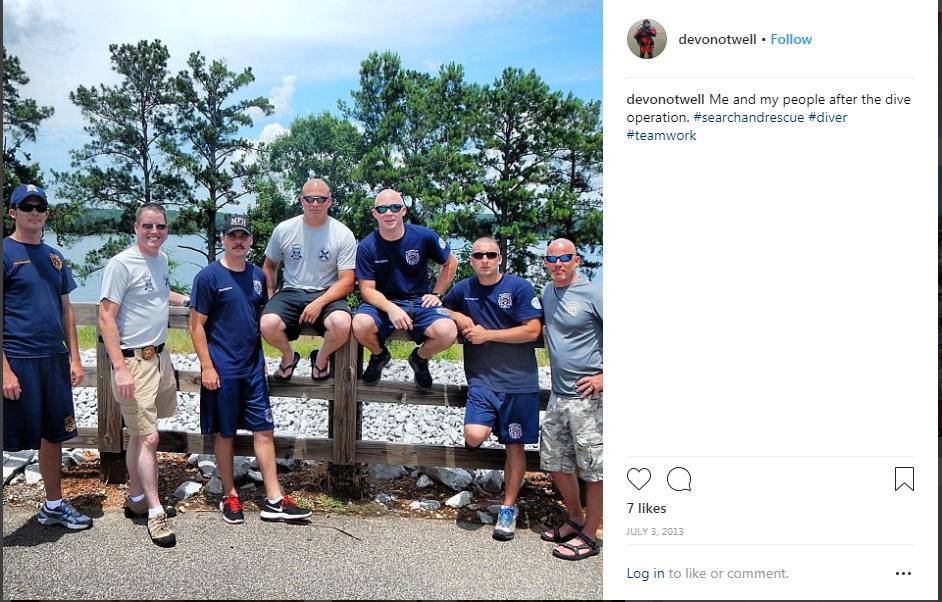 devonotwell • Follow
devonotwell Me and my people after the dive
operation. #searchandrescue #diver
#teamwork
7 likes
JULY 3, 2013
Log in to like or comment.